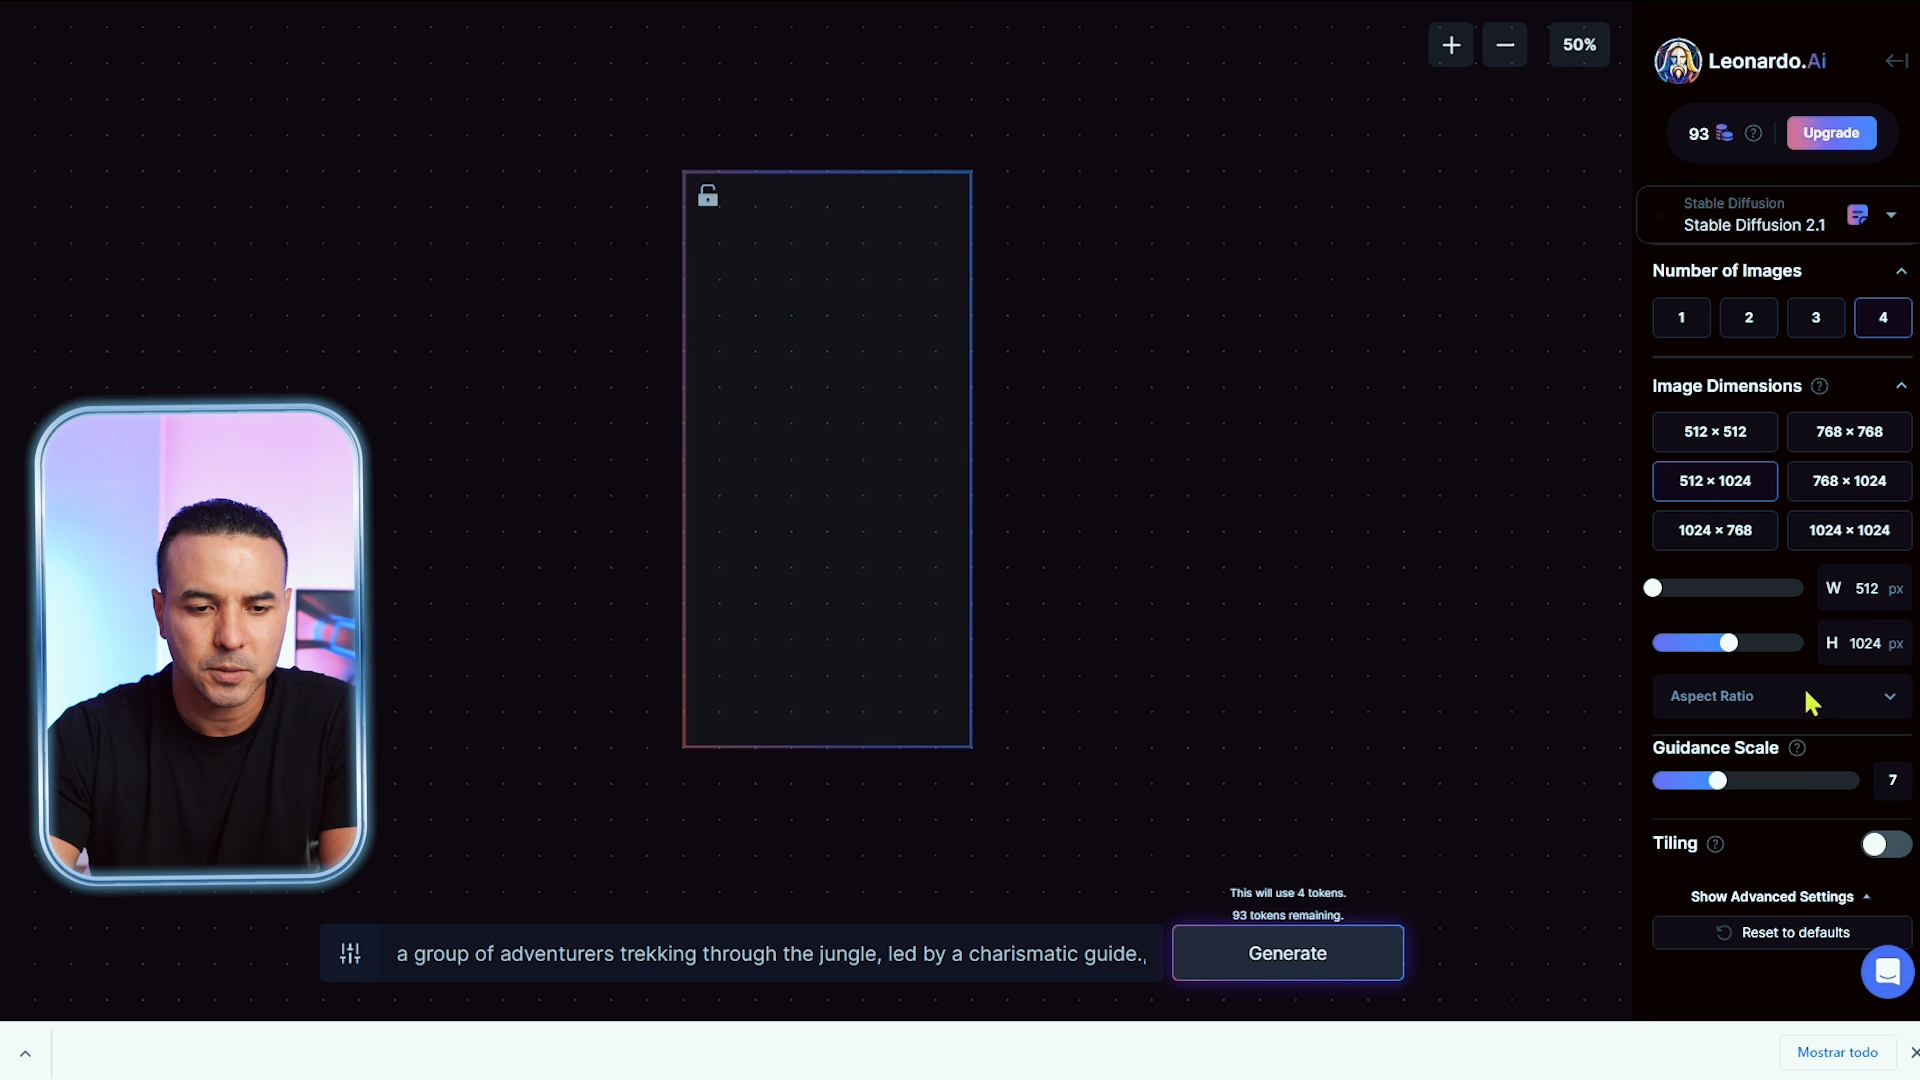 50%
Leonardo.Ai
93
Upgrade
Stable Diffusion
Stable Diffusion 2.1
Number of Images
1 2 3 4
Image Dimensions
512 × 512 768 × 768
512 × 1024 768 × 1024
1024 × 768 1024 × 1024
W 512 px
H 1024 px
Aspect Ratio
Guidance Scale
7
Tiling
Show Advanced Settings
Reset to defaults
This will use 4 tokens.
93 tokens remaining.
a group of adventurers trekking through the jungle, led by a charismatic guide.,
Generate
Mostrar todo